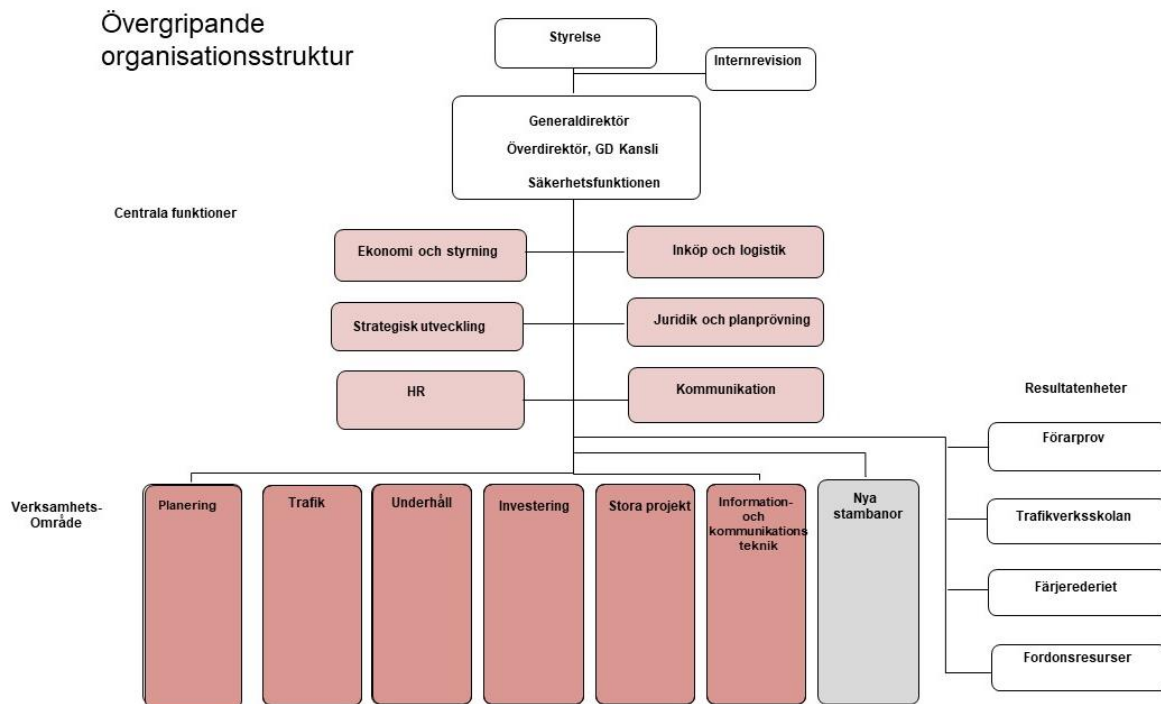 Övergripande
organisationsstruktur
Styrelse
Internrevision
Generaldirektör
Överdirektör, GD Kansli
Säkerhetsfunktionen
Centrala funktioner
Ekonomi och styrning
Inköp och logistik
Strategisk utveckling
Juridik och planprövning
HR
Kommunikation
Resultatenheter
Förarprov
Trafikverksskolan
Färjerederiet
Fordonsresurser
Verksamhets-
Område
Planering
Trafik
Underhåll
Investering
Stora projekt
Information-
och
kommunikations
teknik
Nya
stambanor